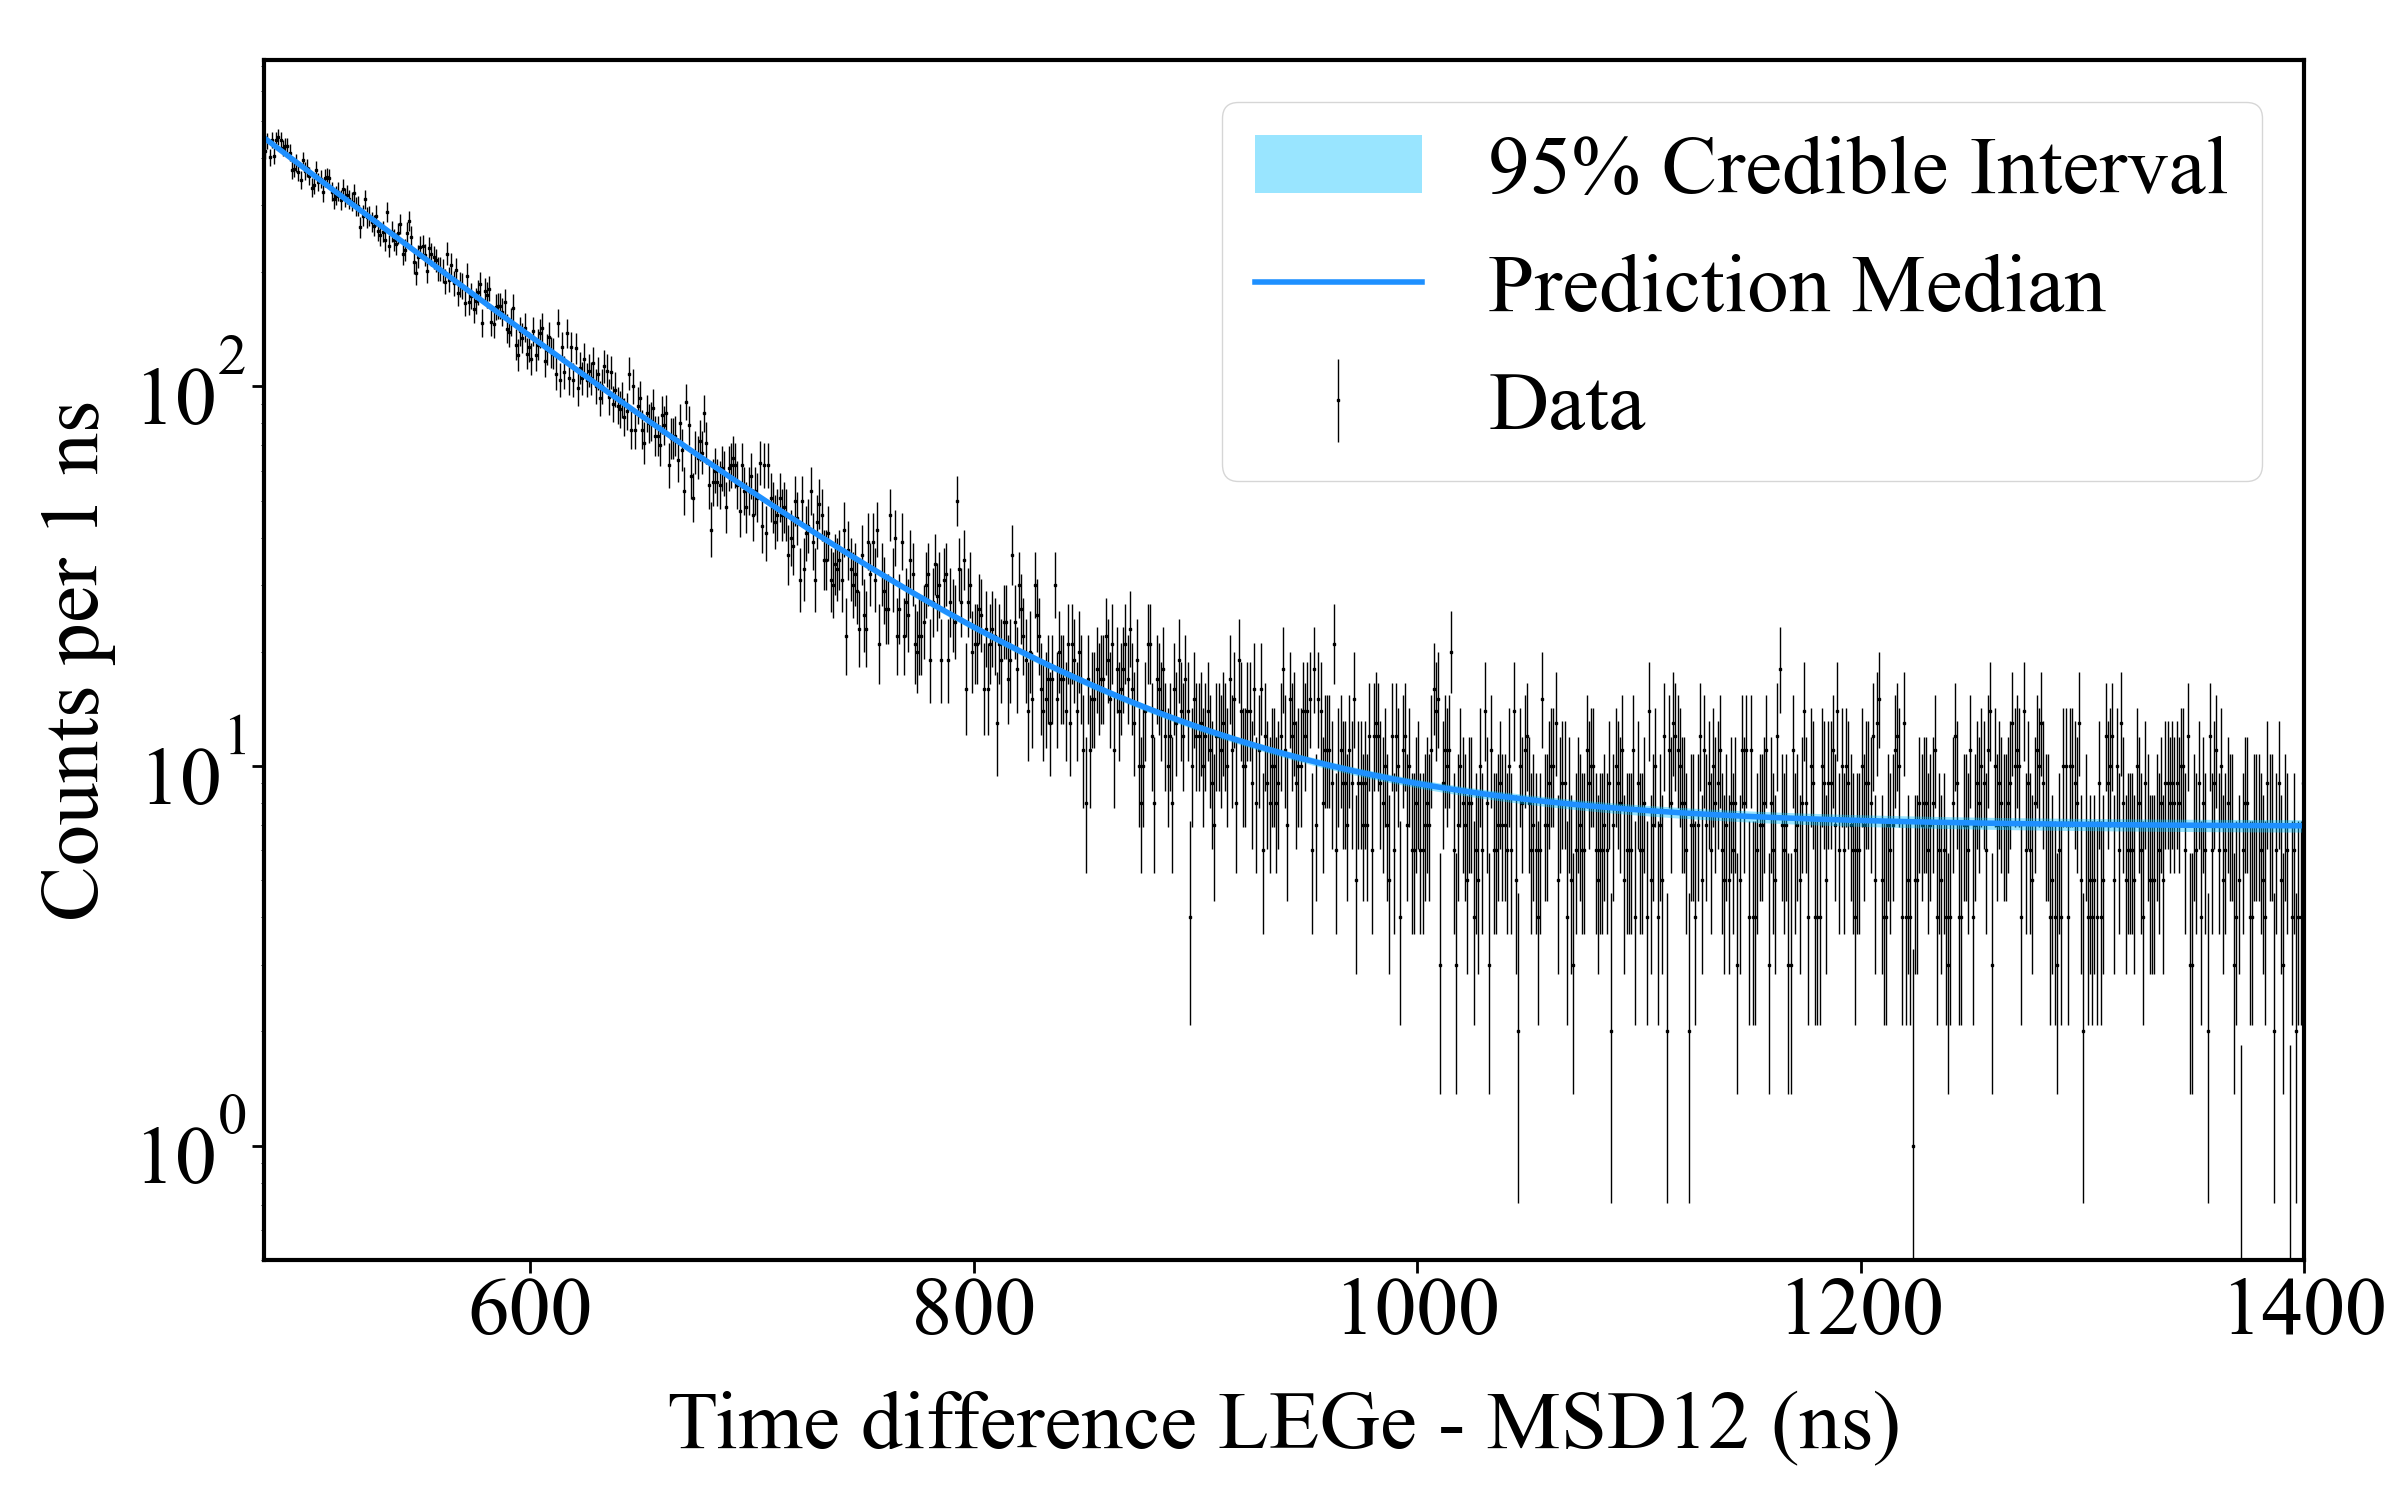 95% Credible Interval
Prediction Median
Data
Counts per 1 ns
10^2
10^1
10^0
600 800 1000 1200 1400
Time difference LEGe - MSD12 (ns)